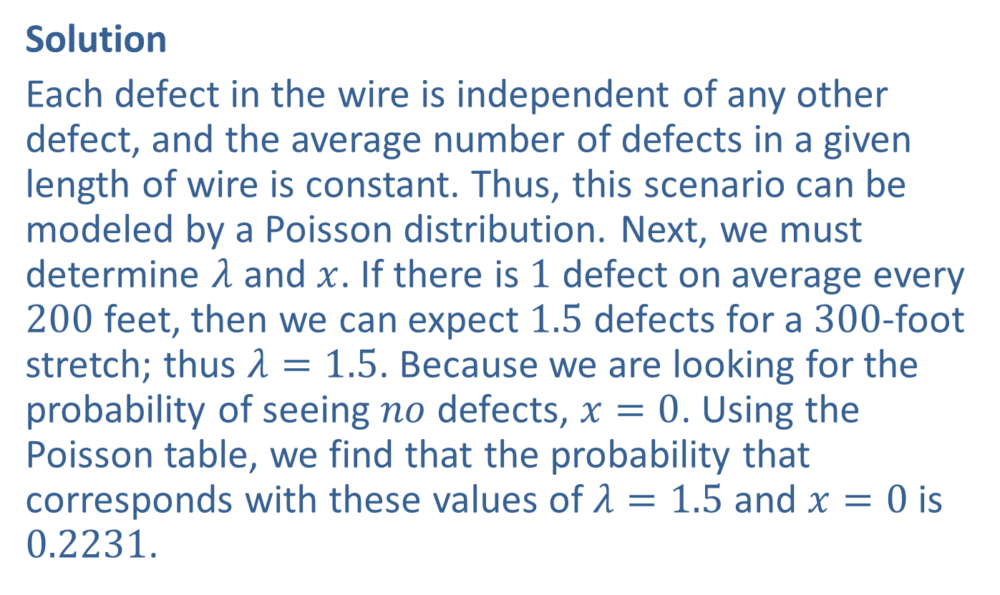 Solution
Each defect in the wire is independent of any other
defect, and the average number of defects in a given
length of wire is constant. Thus, this scenario can be
modeled by a Poisson distribution. Next, we must
determine 𝜆 and 𝑥. If there is 1 defect on average every
200 feet, then we can expect 1.5 defects for a 300-foot
stretch; thus 𝜆 = 1.5. Because we are looking for the
probability of seeing 𝑛𝑜 defects, 𝑥 = 0. Using the
Poisson table, we find that the probability that
corresponds with these values of 𝜆 = 1.5 and 𝑥 = 0 is
0.2231.